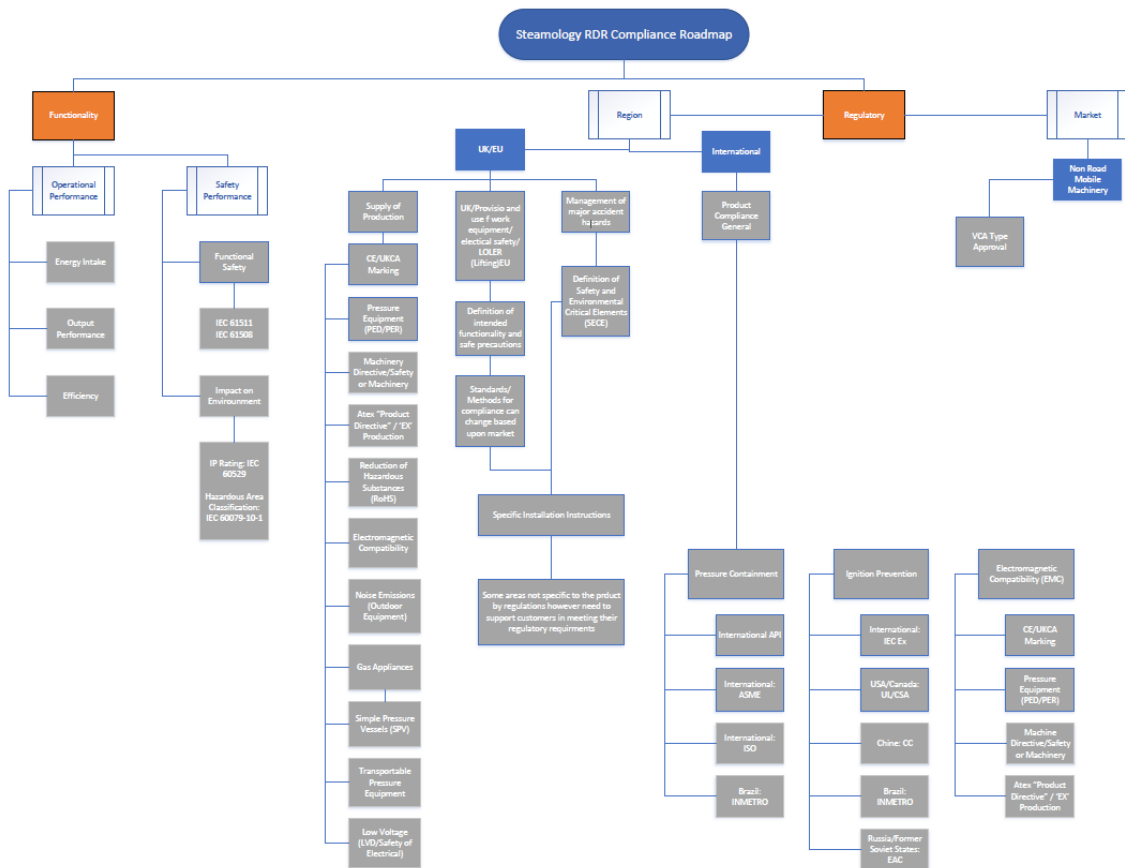 Steamology RDR Compliance Roadmap
Functionality
Region
Regulatory
Market
UK/EU
International
Non Road
Mobile
Machinery
Operational
Performance
Safety
Performance
Supply of
Production
UK/Provisio and
use f work
equipment/
electrical safety/
LOLER
(Lifting)EU
Management of
major accident
hazards
Product
Compliance
General
VCA Type
Approval
Energy Intake
Functional
Safety
CE/UKCA
Marking
Definition of
Safety and
Environmental
Critical Elements
(SECE)
Output
Performance
IEC 61511
IEC 61508
Pressure
Equipment
(PED/PER)
Definition of
intended
functionality and
safe precautions
Machinery
Directive/Safety
or Machinery
Efficiency
Impact on
Envirounment
Standards/
Methods for
compliance can
change based
upon market
Atex "Product
Directive" / 'EX'
Production
IP Rating: IEC
60529
Hazardous Area
Classification:
IEC 60079-10-1
Reduction of
Hazardous
Substances
(RoHS)
Specific Installation Instructions
Electromagnetic
Compatibility
Noise Emissions
(Outdoor
Equipment)
Some areas not specific to the prduct
by regulations however need to
support customers in meeting their
regulatory requirments
Gas Appliances
Simple Pressure
Vessels (SPV)
Transportable
Pressure
Equipment
Low Voltage
(LVD/Safety of
Electrical)
Pressure Containment
Ignition Prevention
Electromagnetic
Compatibility (EMC)
International API
International:
IEC Ex
CE/UKCA
Marking
International:
ASME
USA/Canada:
UL/CSA
Pressure
Equipment
(PED/PER)
International:
ISO
Chine: CC
Machine
Directive/Safety
or Machinery
Brazil:
INMETRO
Brazil:
INMETRO
Atex "Product
Directive" / 'EX'
Production
Russia/Former
Soviet States:
EAC